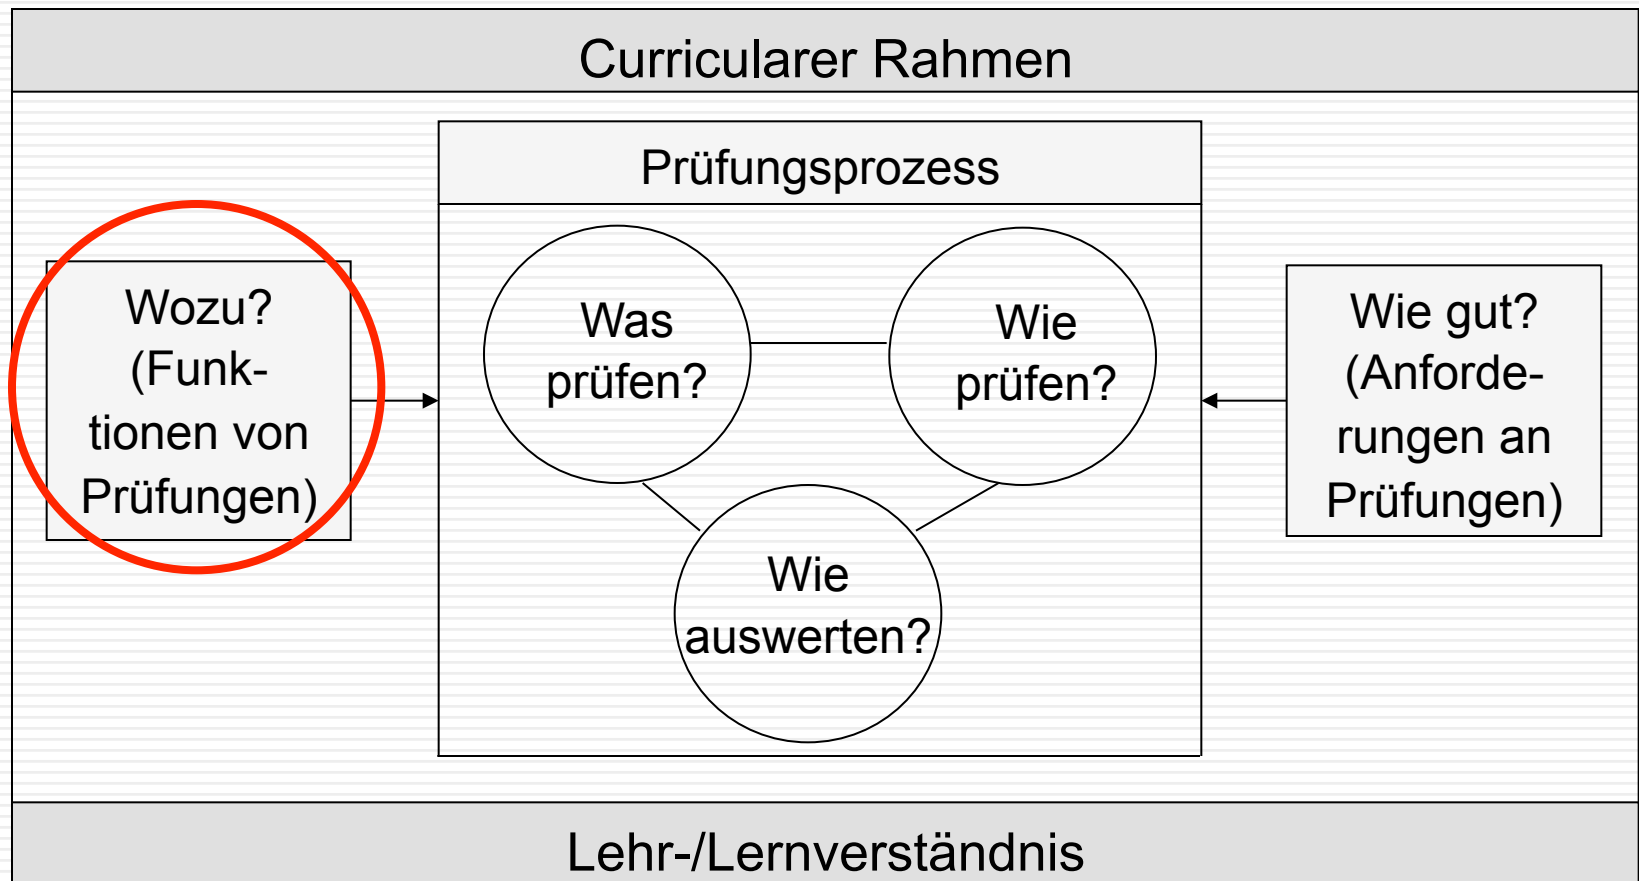 Curricularer Rahmen
Prüfungsprozess
Wozu?
(Funk-
tionen von
Prüfungen)
Was
prüfen?
Wie
prüfen?
Wie
auswerten?
Wie gut?
(Anforde-
rungen an
Prüfungen)
Lehr-/Lernverständnis